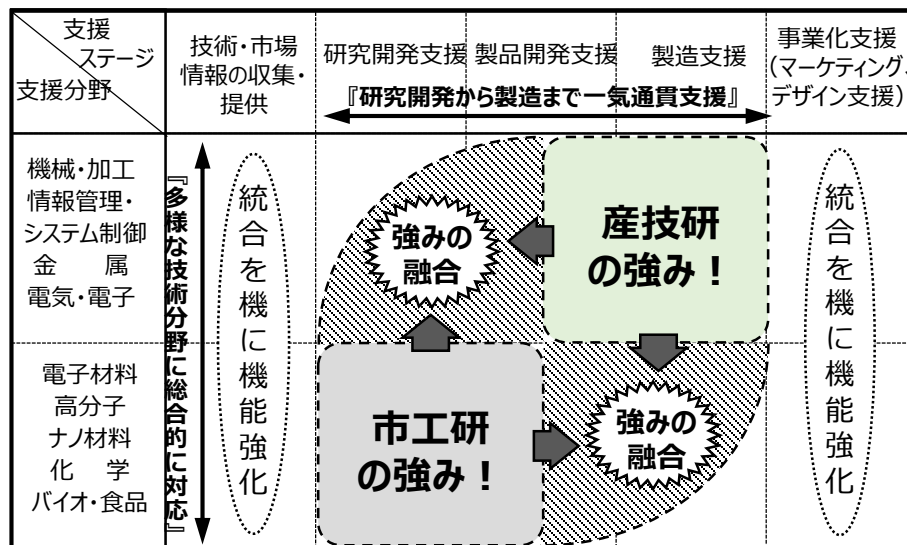 支援
ステージ
支援分野
技術・市場
情報の収集・
提供
研究開発支援
製品開発支援
製造支援
事業化支援
(マーケティング、
デザイン支援)
『研究開発から製造まで一気通貫支援』
機械・加工
情報管理・
システム制御
金　属
電気・電子
電子材料
高分子
ナノ材料
化　学
バイオ・食品
『多様な技術分野に総合的に対応』
統合を機に機能強化
強みの
融合
産技研
の強み！
市工研
の強み！
強みの
融合
統合を機に機能強化